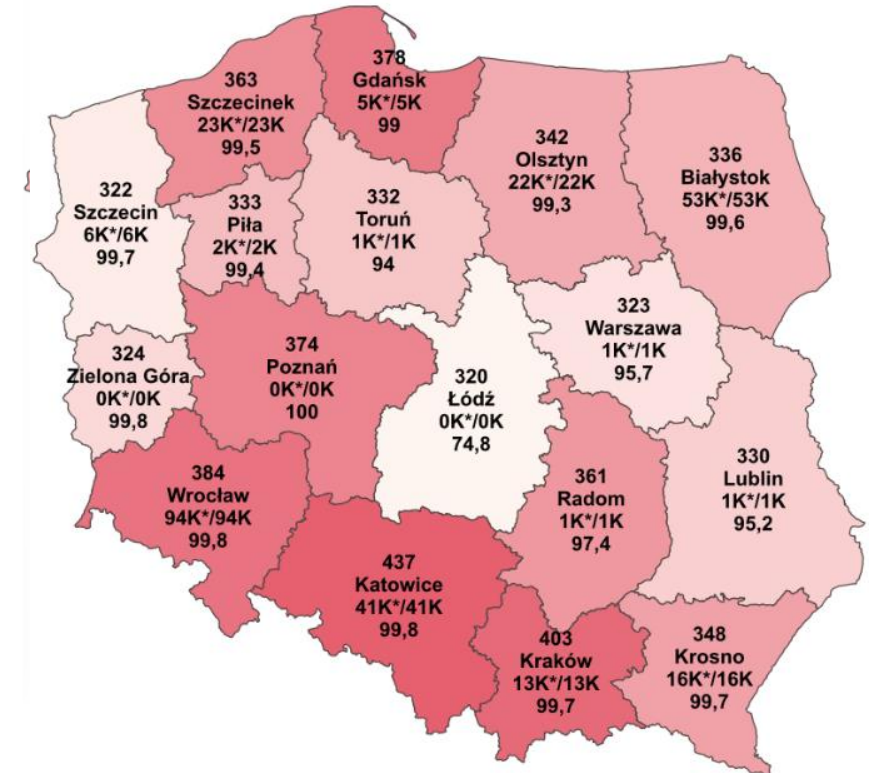 378
Gdańsk
5K*/5K
99
363
Szczecinek
23K*/23K
99,5
342
Olsztyn
22K*/22K
99,3
336
Białystok
53K*/53K
99,6
322
Szczecin
6K*/6K
99,7
333
Piła
2K*/2K
99,4
332
Toruń
1K*/1K
94
323
Warszawa
1K*/1K
95,7
324
Zielona Góra
0K*/0K
99,8
374
Poznań
0K*/0K
100
320
Łódź
0K*/0K
74,8
330
Lublin
1K*/1K
95,2
384
Wrocław
94K*/94K
99,8
361
Radom
1K*/1K
97,4
437
Katowice
41K*/41K
99,8
403
Kraków
13K*/13K
99,7
348
Krosno
16K*/16K
99,7